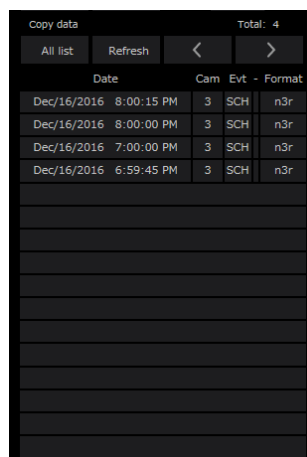 Copy data Total: 4
All list Refresh < >
Date Cam Evt - Format
Dec/16/2016 8:00:15 PM 3 SCH n3r
Dec/16/2016 8:00:00 PM 3 SCH n3r
Dec/16/2016 7:00:00 PM 3 SCH n3r
Dec/16/2016 6:59:45 PM 3 SCH n3r